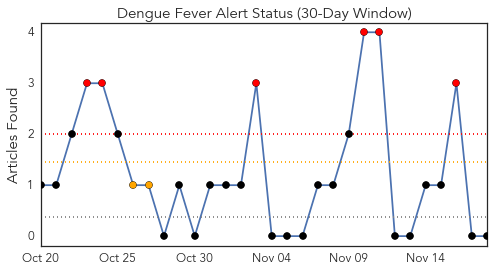 Dengue Fever Alert Status (30-Day Window)
Articles Found
4
3
2
1
0
Oct 20 Oct 25 Oct 30 Nov 04 Nov 09 Nov 14